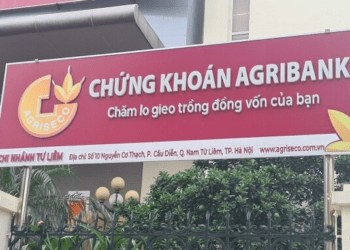 CHỨNG KHOÁN AGRIBANK
Chăm lo gieo trồng đồng vốn của bạn
AGRISECO
CHI NHÁNH TỪ LIÊM Địa chỉ: Số 10 Nguyễn Cơ Thạch, P. Cầu Diễn, Q. Nam Từ Liêm, TP. Hà Nội www.agriseco.com.vn